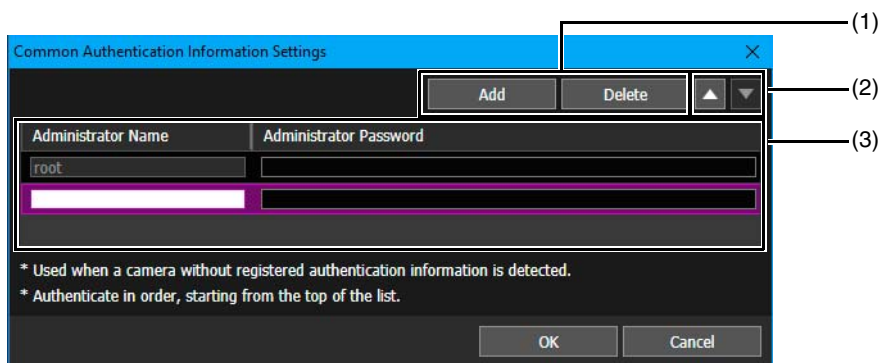 (1)
Common Authentication Information Settings
Add Delete
(2)
Administrator Name Administrator Password
(3)
root
* Used when a camera without registered authentication information is detected.
* Authenticate in order, starting from the top of the list.
OK Cancel